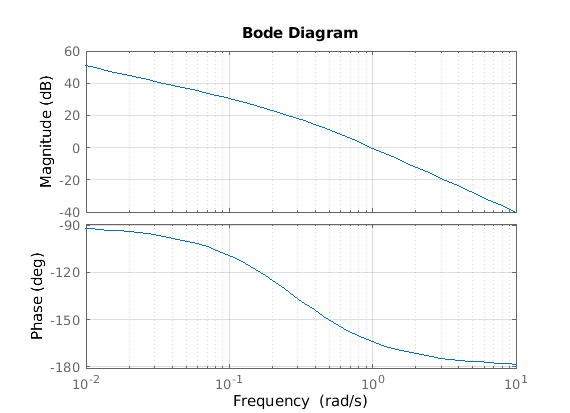 Bode Diagram
60
40
20
0
-20
-40
Magnitude (dB)
-90
-120
-150
-180
Phase (deg)
10^-2 10^-1 10^0 10^1
Frequency (rad/s)